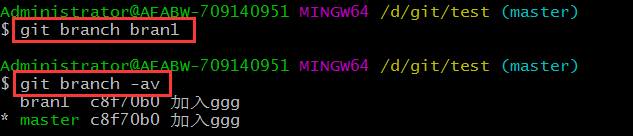 Administrator@AFABW-709140951 MINGW64 /d/git/test (master)
$ git branch bran1
Administrator@AFABW-709140951 MINGW64 /d/git/test (master)
$ git branch -av
bran1 c8f70b0 加入ggg
* master c8f70b0 加入ggg